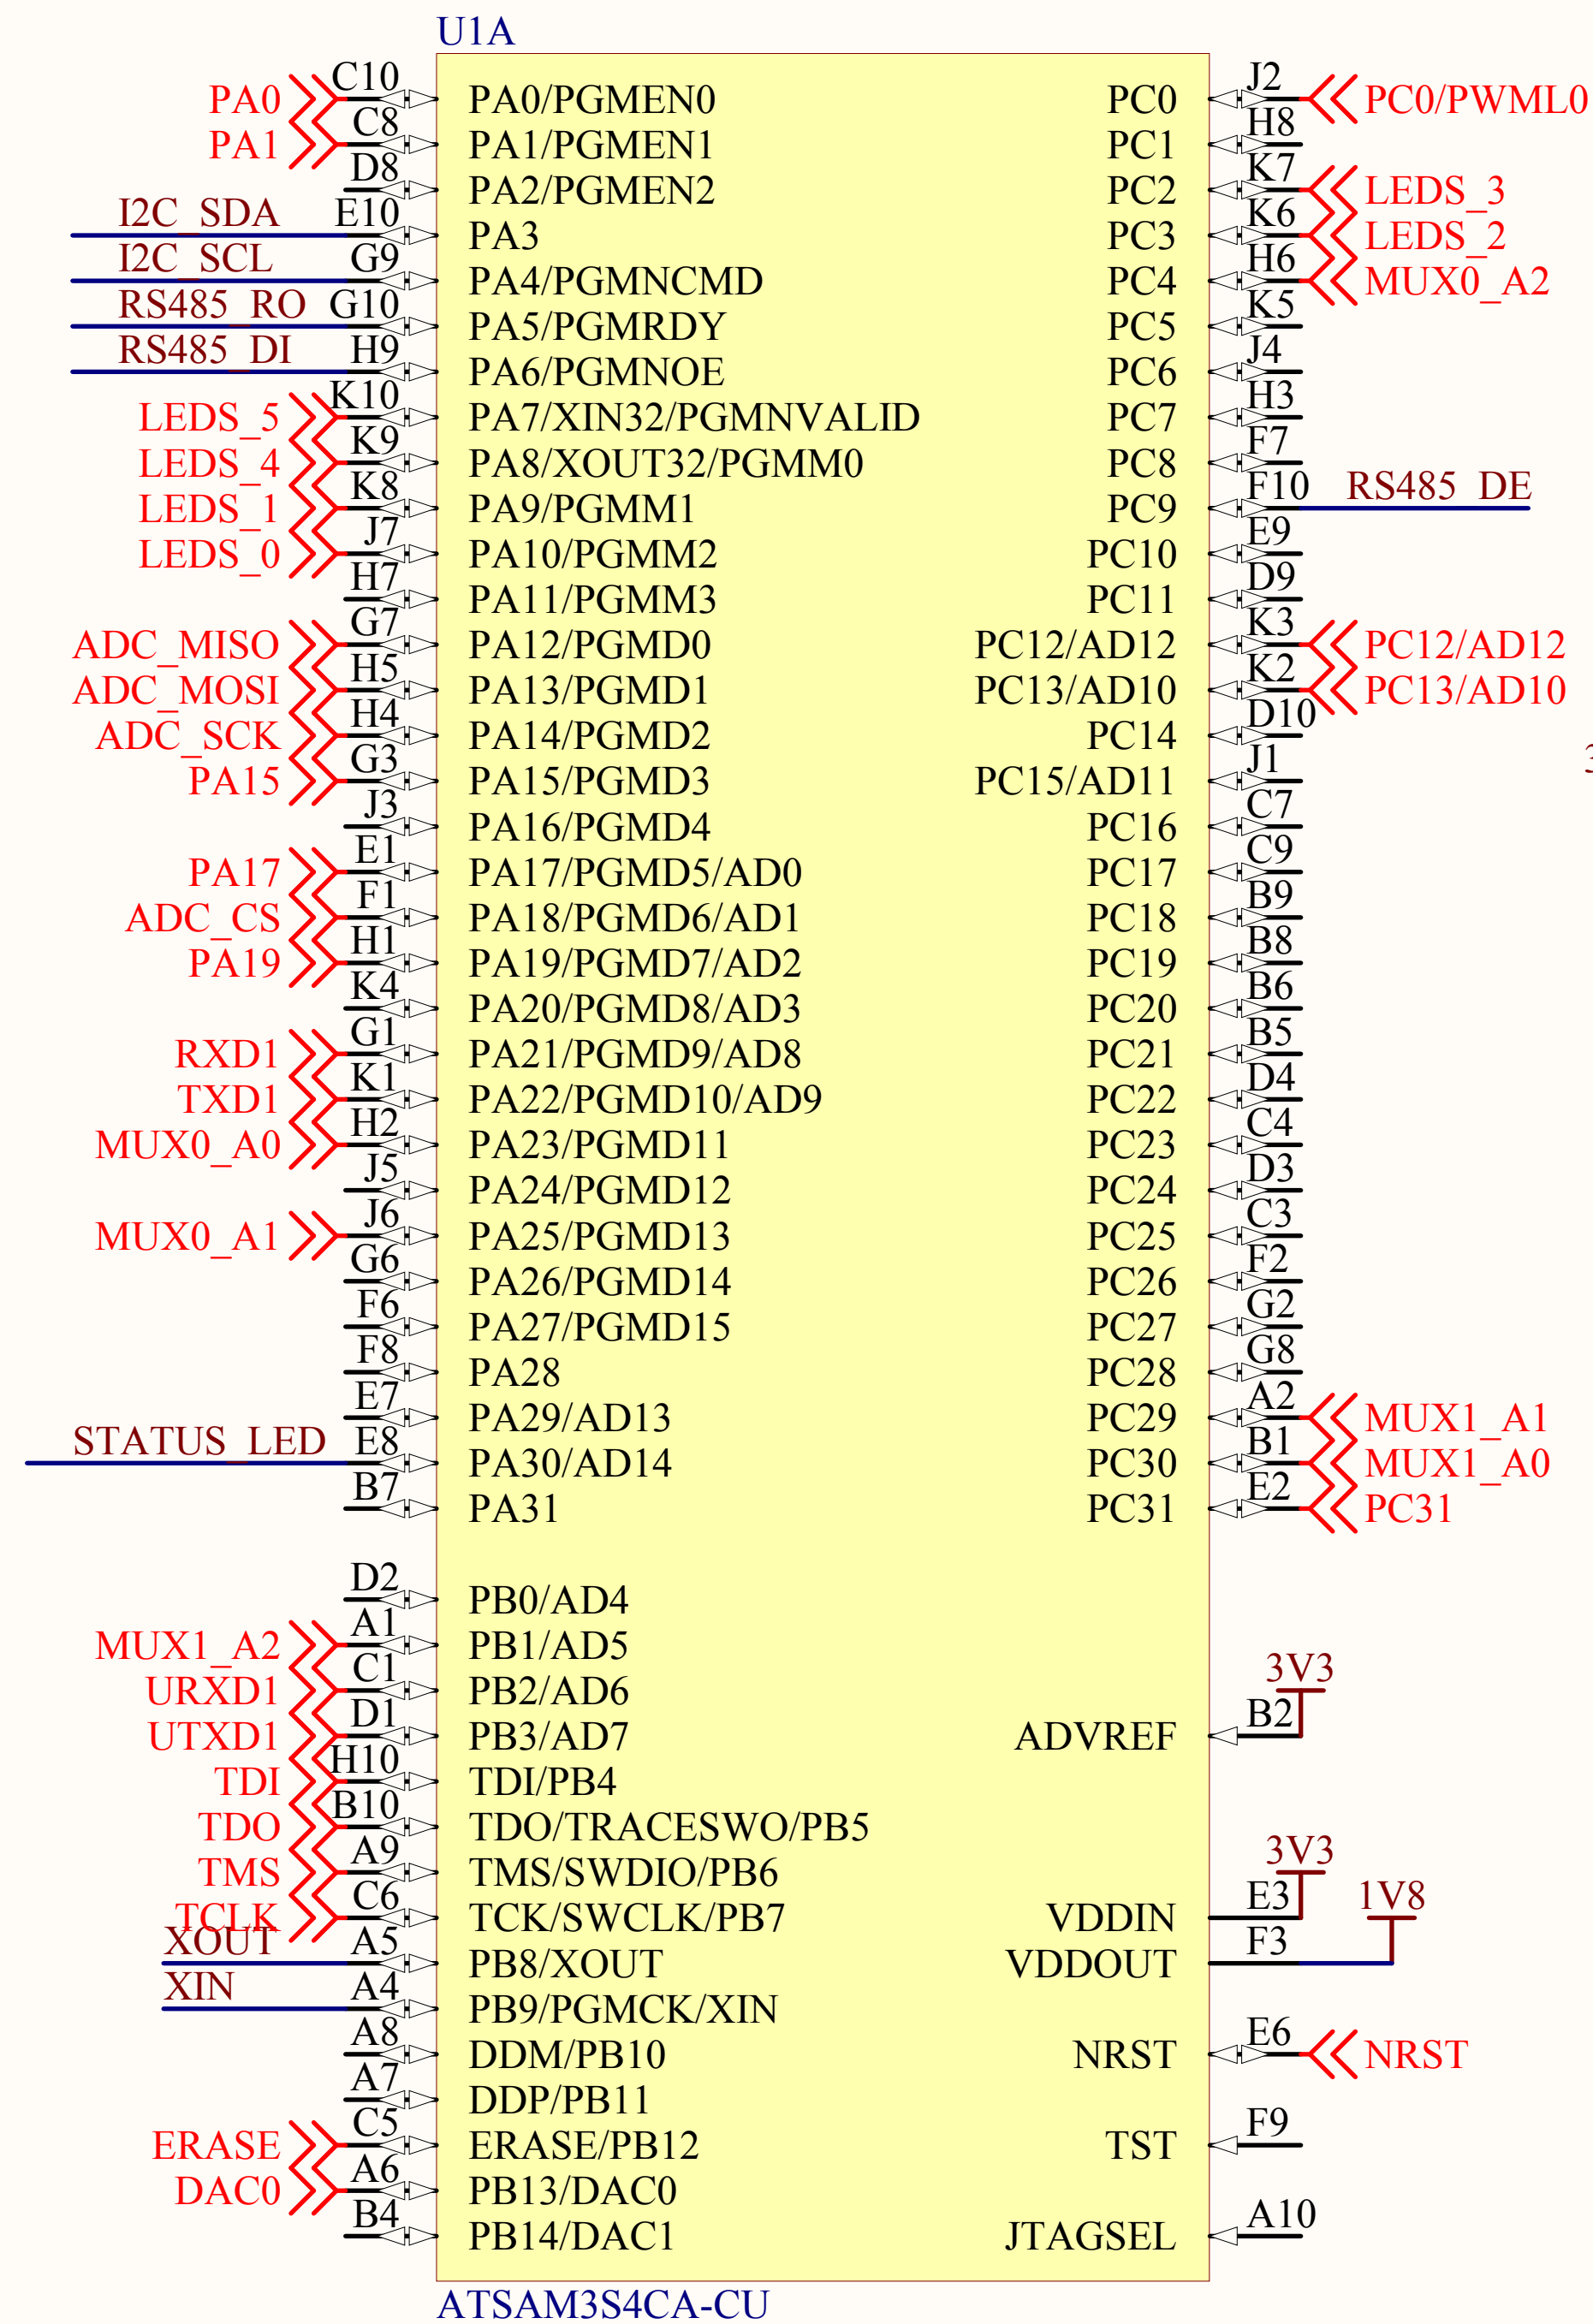 U1A
PA0 C10 PA0/PGMEN0 PC0 J2 PC0/PWML0
PA1 C8 PA1/PGMEN1 PC1 H8
D8 PA2/PGMEN2 PC2 K7 LEDS_3
I2C_SDA E10 PA3 PC3 K6 LEDS_2
I2C_SCL G9 PA4/PGMNCMD PC4 H6 MUX0_A2
RS485_RO G10 PA5/PGMRDY PC5 K5
RS485_DI H9 PA6/PGMNOE PC6 J4
LEDS_5 K10 PA7/XIN32/PGMNVALID PC7 H3
LEDS_4 K9 PA8/XOUT32/PGMM0 PC8 F7
LEDS_1 K8 PA9/PGMM1 PC9 F10 RS485_DE
LEDS_0 J7 PA10/PGMM2 PC10 E9
H7 PA11/PGMM3 PC11 D9
ADC_MISO G7 PA12/PGMD0 PC12/AD12 K3 PC12/AD12
ADC_MOSI H5 PA13/PGMD1 PC13/AD10 K2 PC13/AD10
ADC_SCK H4 PA14/PGMD2 PC14 D10
PA15 G3 PA15/PGMD3 PC15/AD11 J1
J3 PA16/PGMD4 PC16 C7
PA17 E1 PA17/PGMD5/AD0 PC17 C9
ADC_CS F1 PA18/PGMD6/AD1 PC18 B9
PA19 H1 PA19/PGMD7/AD2 PC19 B8
K4 PA20/PGMD8/AD3 PC20 B6
RXD1 G1 PA21/PGMD9/AD8 PC21 B5
TXD1 K1 PA22/PGMD10/AD9 PC22 D4
MUX0_A0 H2 PA23/PGMD11 PC23 C4
J5 PA24/PGMD12 PC24 D3
MUX0_A1 J6 PA25/PGMD13 PC25 C3
G6 PA26/PGMD14 PC26 F2
F6 PA27/PGMD15 PC27 G2
F8 PA28 PC28 G8
E7 PA29/AD13 PC29 A2 MUX1_A1
STATUS_LED E8 PA30/AD14 PC30 B1 MUX1_A0
B7 PA31 PC31 E2 PC31
D2 PB0/AD4
MUX1_A2 A1 PB1/AD5
URXD1 C1 PB2/AD6 3V3
UTXD1 D1 PB3/AD7 ADVREF B2
TDI H10 TDI/PB4
TDO B10 TDO/TRACESWO/PB5
TMS A9 TMS/SWDIO/PB6 3V3
TCLK C6 TCK/SWCLK/PB7 VDDIN E3 1V8
XOUT A5 PB8/XOUT VDDOUT F3
XIN A4 PB9/PGMCK/XIN
A8 DDM/PB10 NRST E6 NRST
A7 DDP/PB11
ERASE C5 ERASE/PB12 TST F9
DAC0 A6 PB13/DAC0
B4 PB14/DAC1 JTAGSEL A10
ATSAM3S4CA-CU